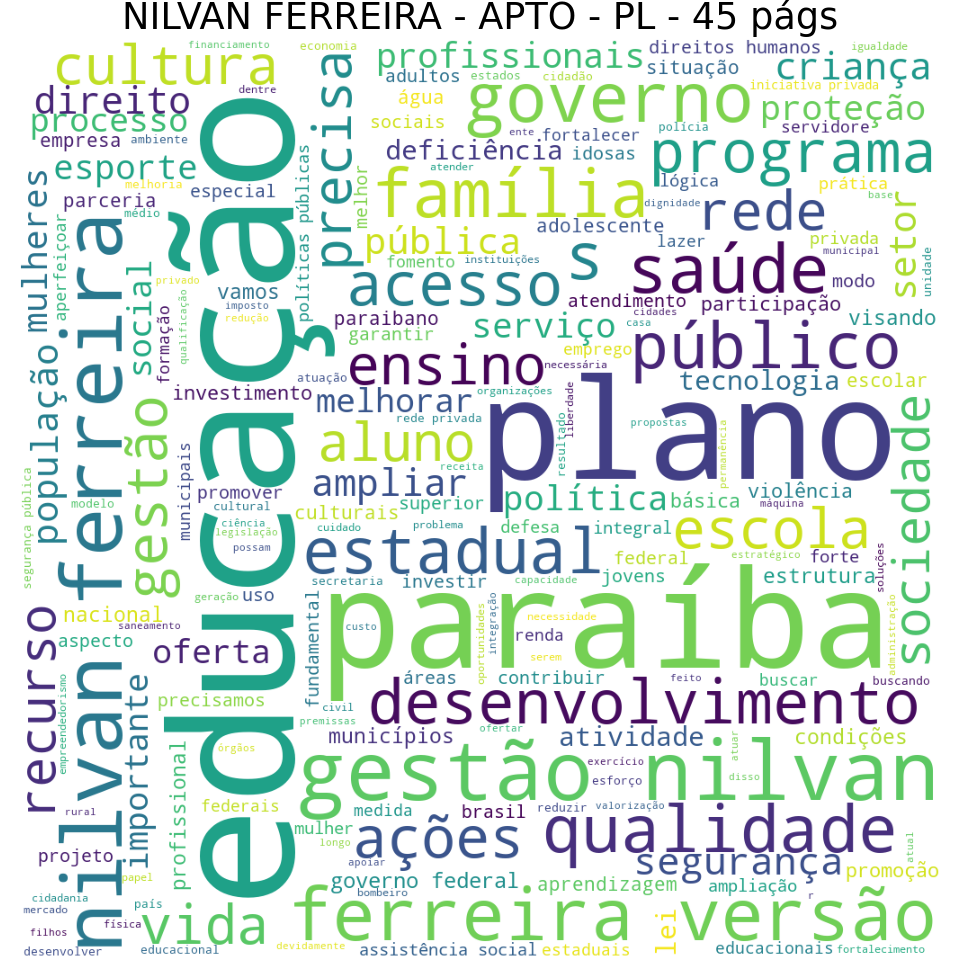 NILVAN FERREIRA - APTO - PL - 45 págs
financiamento
economia
profissionais
direitos humanos
igualdade
cultura
adultos
estados
cidadão
situação
criança
direito
dentre
precisa
água
governo
iniciativa privada
processo
sociais
proteção
empresa
ambiente
ente
fortalecer
polícia
servidore
esporte
deficiência
idosas
programa
melhoria
especial
atender
lógica
prática
parceria
família
dignidade
rede
base
mulheres
aperfeiçoar
médio
políticas públicas
melhor
adolescente
setor
pública
lazer
privada
municipal
fomento
instituições
s
saúde
unidade
privado
vamos
acesso
modo
social
formação
qualificação
imposto
redução
paraibano
atendimento
participação
cidades
casa
visando
garantir
serviço
emprego
público
população
nilvan ferreira
educação
atuação
ensino
necessária
investimento
organizações
tecnologia
escolar
melhorar
rede privada
liberdade
plano
propostas
gestão
aluno
resultado
permanência
sociedade
municipais
receita
segurança pública
modelo
promover
ampliar
superior
política
básica
violência
máquina
cultural
culturais
ciência
legislação
cuidado
problema
defesa
integral
escola
possam
estadual
federal
estratégico
forte
soluções
geração
uso
secretaria
investir
capacidade
jovens
estrutura
nacional
saneamento
fundamental
custo
paraíba
oportunidades
integração
necessidade
renda
serem
administração
recurso
aspecto
oferta
áreas
contribuir
feito
buscar
buscando
empreendedorismo
importante
precisamos
civil
premissas
desenvolvimento
ofertar
municípios
atividade
atuar
condições
profissional
órgãos
gestão nilvan
exercício
esforço
disso
rural
federais
medida
brasil
reduzir
valorização
mulher
longo
ações
qualidade
atual
projeto
apoiar
segurança
papel
governo federal
bombeiro
aprendizagem
ampliação
promoção
cidadania
país
r
mercado
vida
ferreira versão
lei
filhos
física
desenvolver
educacional
devidamente
assistência social
estaduais
educacionais
fortalecimento